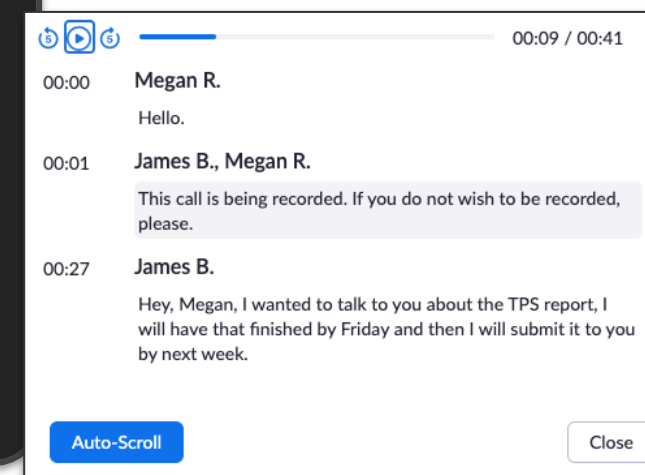 5 5 00:09 / 00:41
00:00 Megan R.
Hello.
00:01 James B., Megan R.
This call is being recorded. If you do not wish to be recorded,
please.
00:27 James B.
Hey, Megan, I wanted to talk to you about the TPS report, I
will have that finished by Friday and then I will submit it to you
by next week.
Auto-Scroll Close